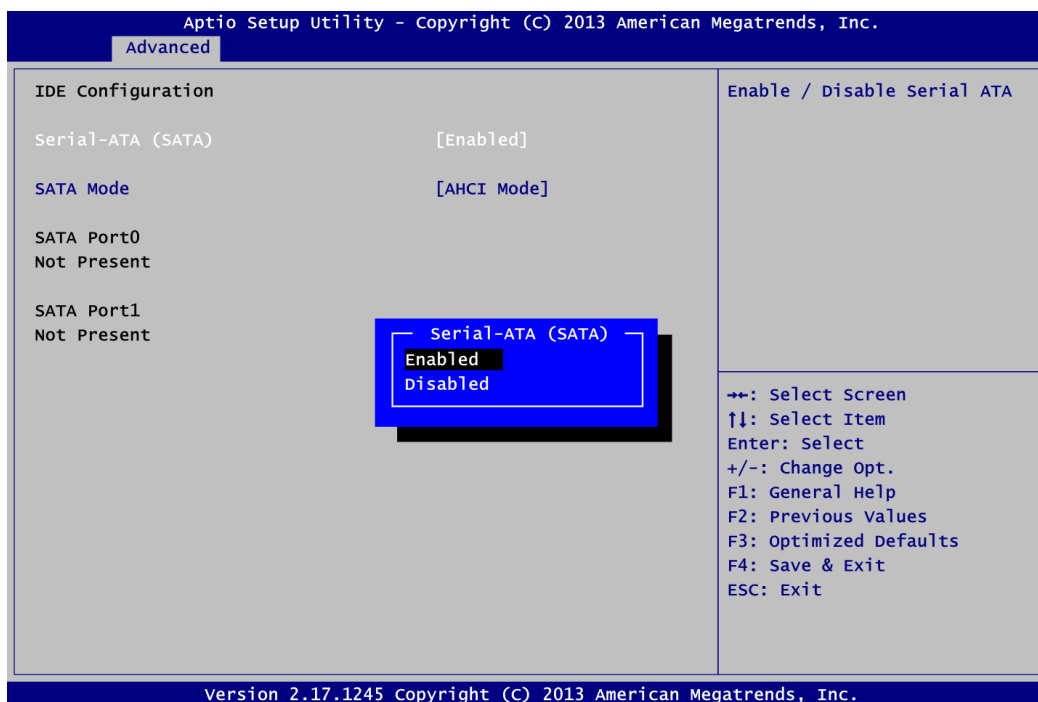 Aptio Setup Utility – Copyright (C) 2013 American Megatrends, Inc.
Advanced
IDE Configuration
Serial-ATA (SATA) [Enabled]
SATA Mode [AHCI Mode]
SATA Port0
Not Present
SATA Port1
Not Present
Serial-ATA (SATA)
Enabled
Disabled
Enable / Disable Serial ATA
→←: Select Screen
↑↓: Select Item
Enter: Select
+/-: Change Opt.
F1: General Help
F2: Previous Values
F3: Optimized Defaults
F4: Save & Exit
ESC: Exit
Version 2.17.1245 Copyright (C) 2013 American Megatrends, Inc.